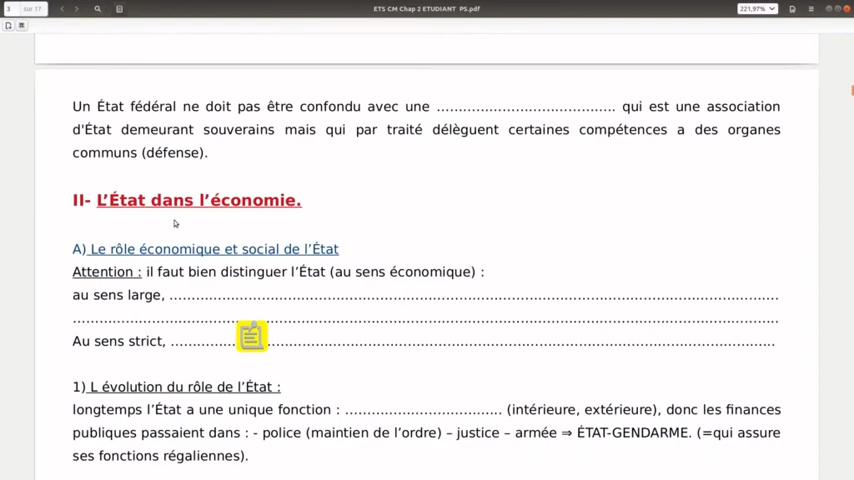 3 sur 17
ETS CM Chap 2 ETUDIANT PS.pdf
221,97%
Un État fédéral ne doit pas être confondu avec une ........................................ qui est une association
d'État demeurant souverains mais qui par traité délèguent certaines compétences a des organes
communs (défense).
II- L'État dans l'économie.
A) Le rôle économique et social de l'État
Attention : il faut bien distinguer l'État (au sens économique) :
au sens large, ........................................................................................................
........................................................................................................................
Au sens strict, ........................................................................................................
1) L évolution du rôle de l'État :
longtemps l'État a une unique fonction : .................................... (intérieure, extérieure), donc les finances
publiques passaient dans : - police (maintien de l'ordre) – justice – armée ⇒ ÉTAT-GENDARME. (=qui assure
ses fonctions régaliennes).